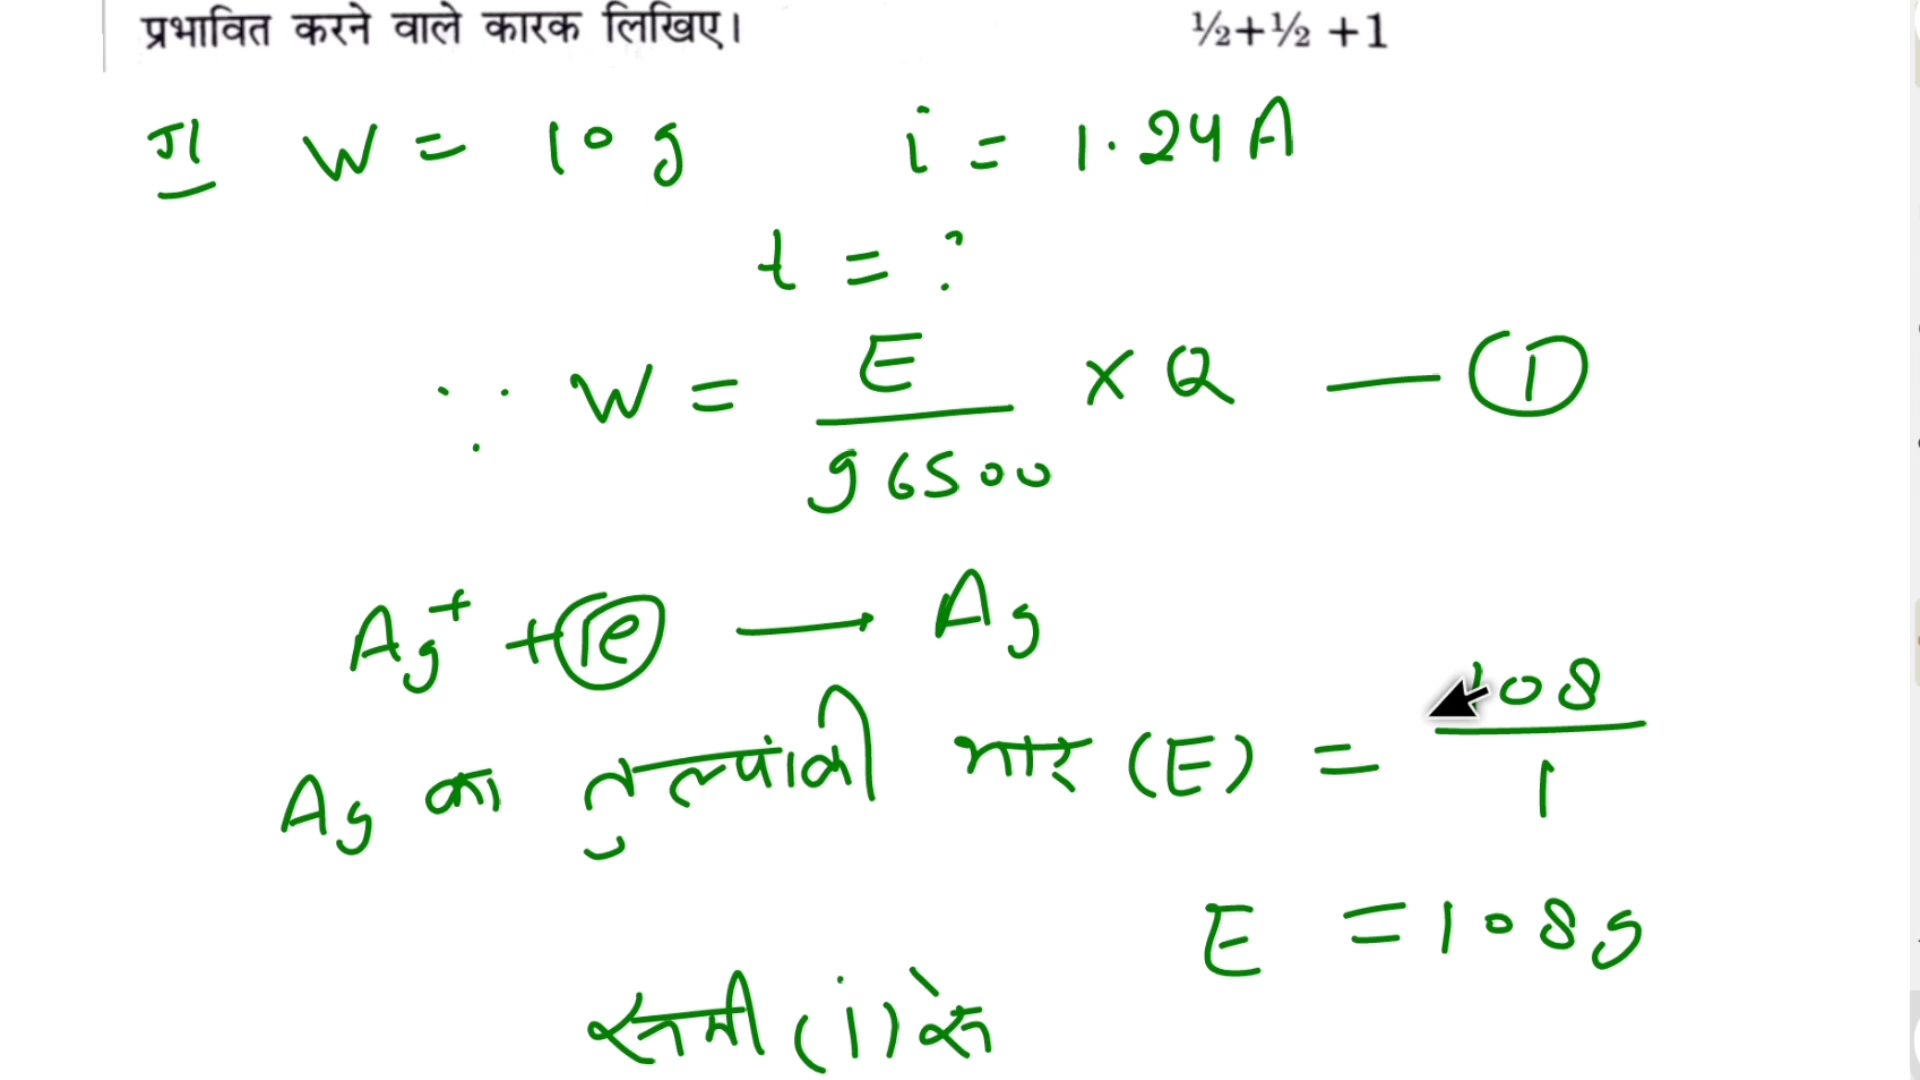 प्रभावित करने वाले कारक लिखिए। ½+½ +1
ग W = 10 g i = 1.24 A
t = ?
∵ W = E / 96500 × Q — ①
Ag⁺ + 1e → Ag
Ag का तुल्यांकी भार (E) = 108 / 1
E = 108 g
समी (i) से